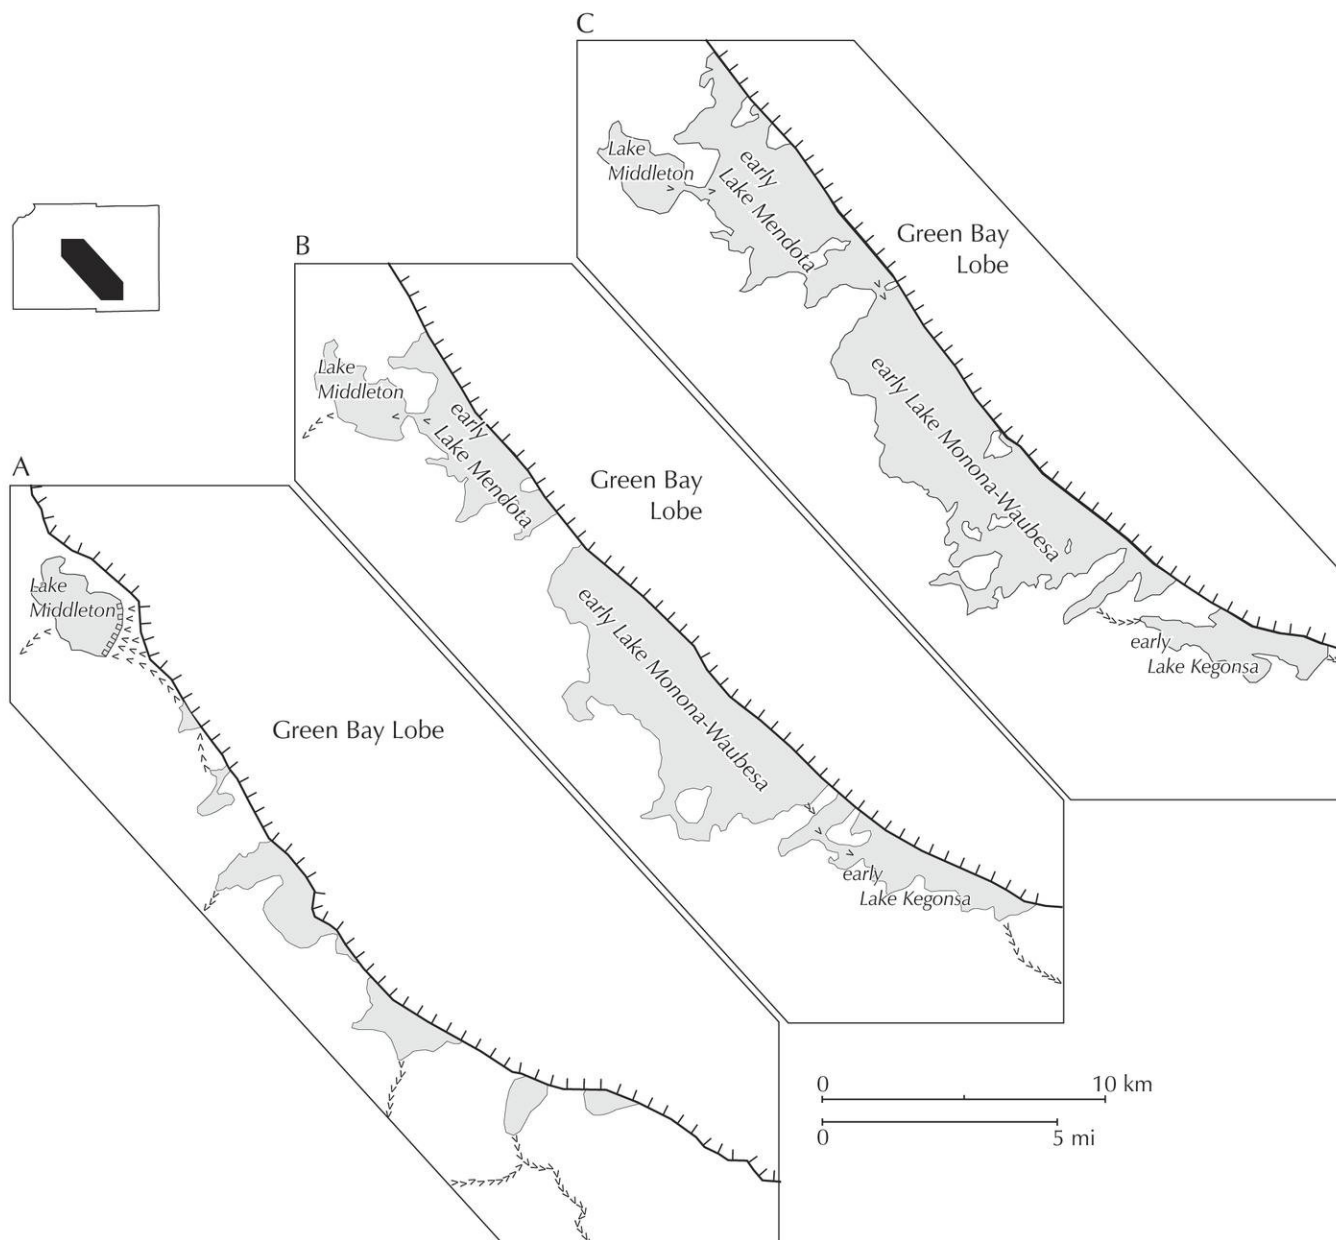 C
Lake
Middleton
early
Lake Mendota
Green Bay
Lobe
early Lake Monona-Waubesa
early
Lake Kegonsa
B
Lake
Middleton
early
Lake Mendota
Green Bay
Lobe
early Lake Monona-Waubesa
early
Lake Kegonsa
A
Lake
Middleton
Green Bay Lobe
0 10 km
0 5 mi